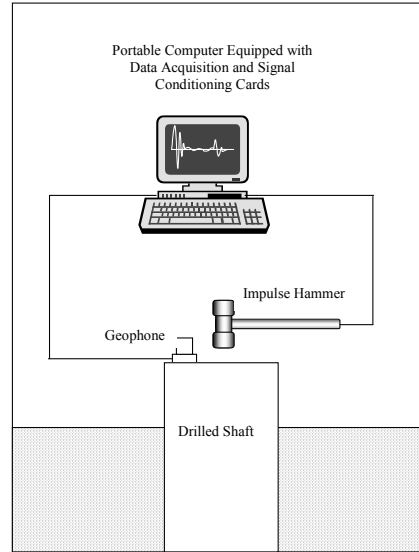 Portable Computer Equipped with
Data Acquisition and Signal
Conditioning Cards
Impulse Hammer
Geophone
Drilled Shaft